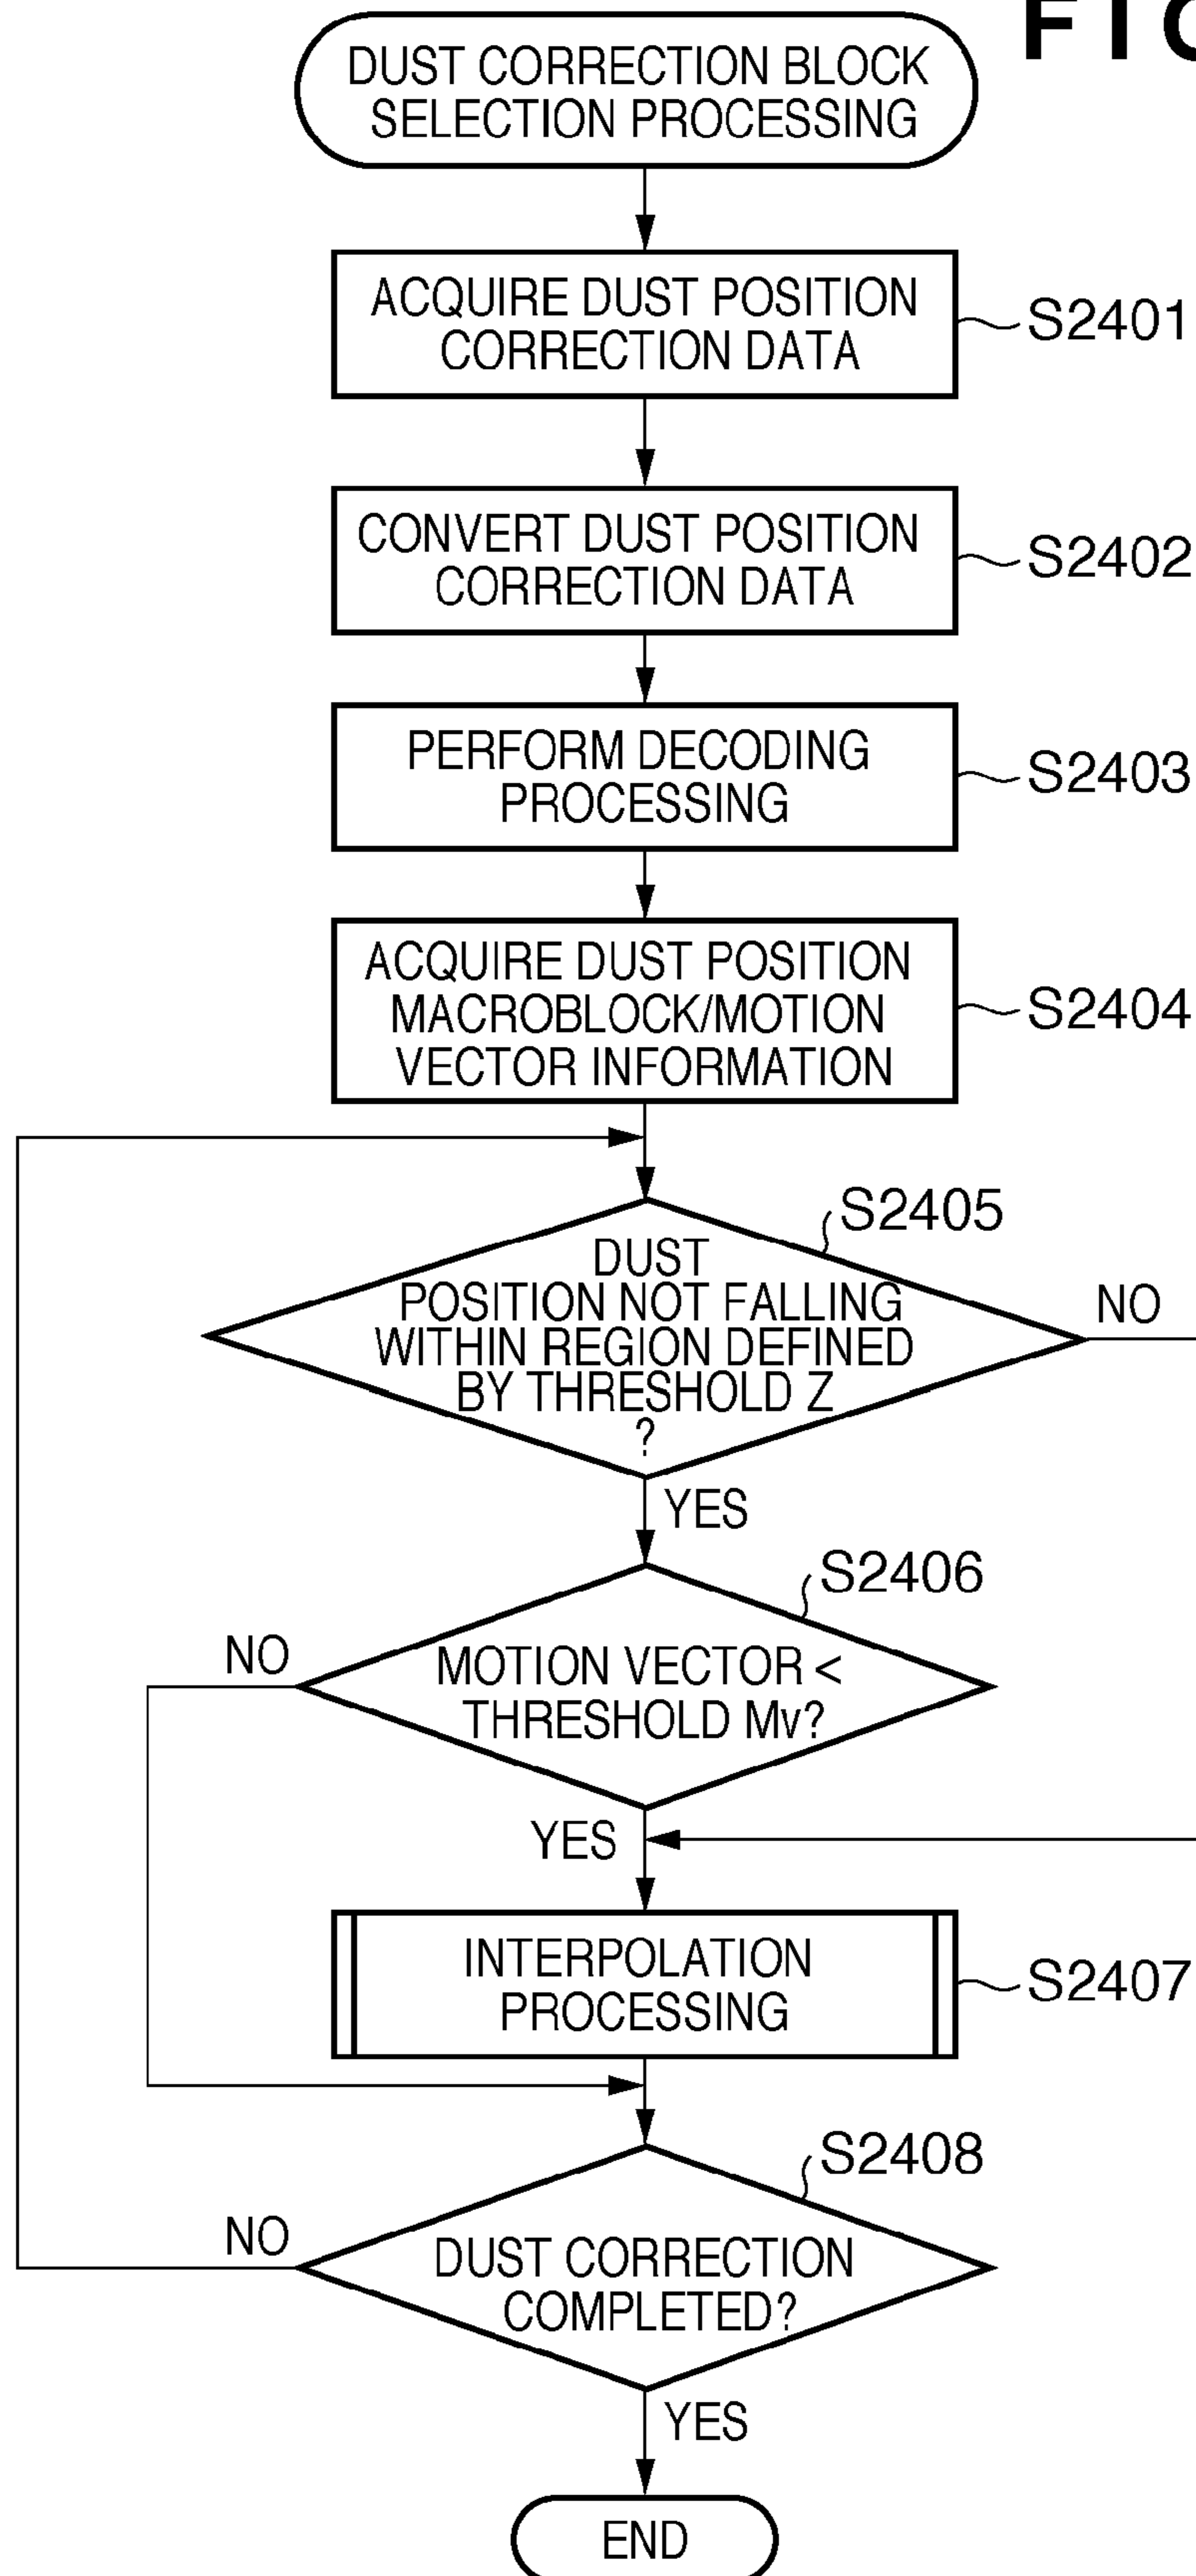 FIG
DUST CORRECTION BLOCK
SELECTION PROCESSING
ACQUIRE DUST POSITION
CORRECTION DATA
S2401
CONVERT DUST POSITION
CORRECTION DATA
S2402
PERFORM DECODING
PROCESSING
S2403
ACQUIRE DUST POSITION
MACROBLOCK/MOTION
VECTOR INFORMATION
S2404
S2405
DUST
POSITION NOT FALLING
WITHIN REGION DEFINED
BY THRESHOLD Z
?
NO
YES
S2406
MOTION VECTOR <
THRESHOLD Mv?
NO
YES
INTERPOLATION
PROCESSING
S2407
S2408
DUST CORRECTION
COMPLETED?
NO
YES
END